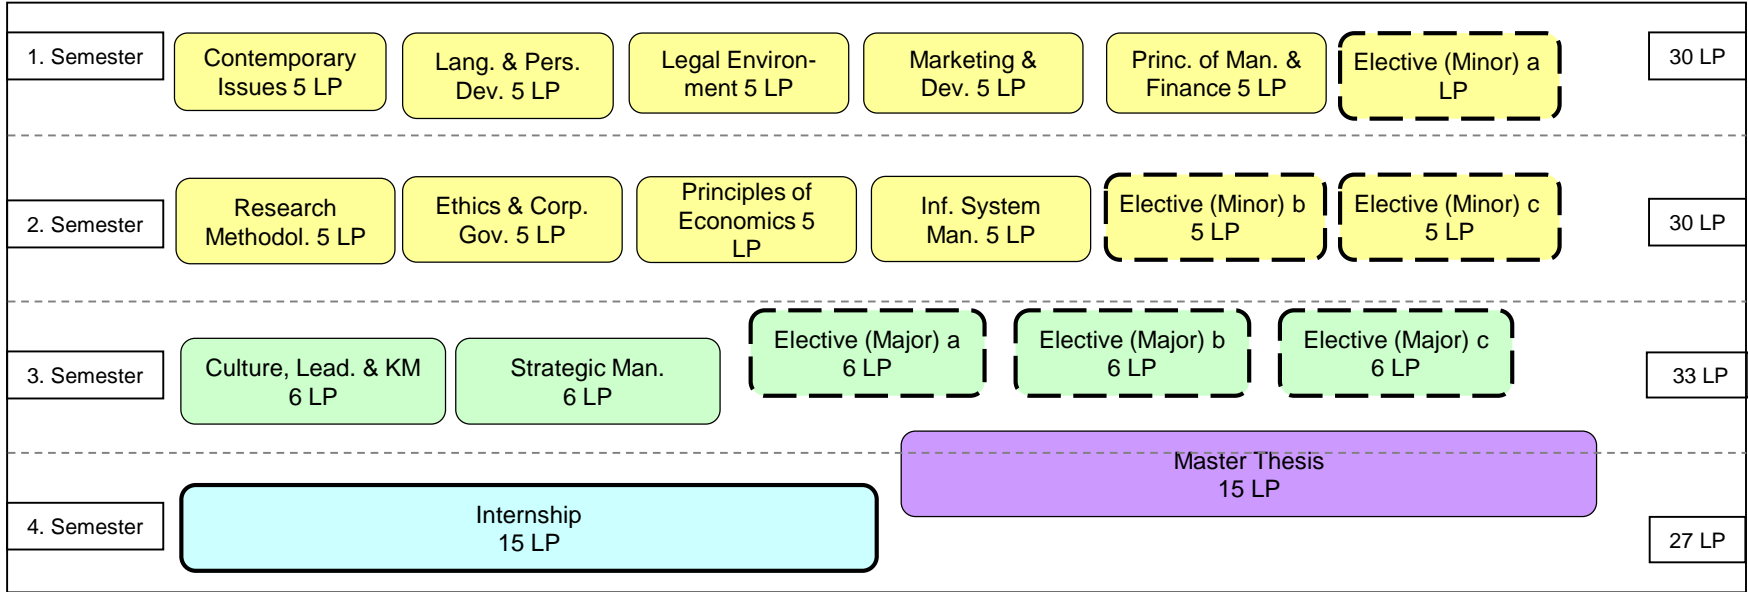 1. Semester
Contemporary
Issues 5 LP
Lang. & Pers.
Dev. 5 LP
Legal Environ-
ment 5 LP
Marketing &
Dev. 5 LP
Princ. of Man. &
Finance 5 LP
Elective (Minor) a
LP
30 LP
2. Semester
Research
Methodol. 5 LP
Ethics & Corp.
Gov. 5 LP
Principles of
Economics 5
LP
Inf. System
Man. 5 LP
Elective (Minor) b
5 LP
Elective (Minor) c
5 LP
30 LP
3. Semester
Culture, Lead. & KM
6 LP
Strategic Man.
6 LP
Elective (Major) a
6 LP
Elective (Major) b
6 LP
Elective (Major) c
6 LP
33 LP
Master Thesis
15 LP
4. Semester
Internship
15 LP
27 LP